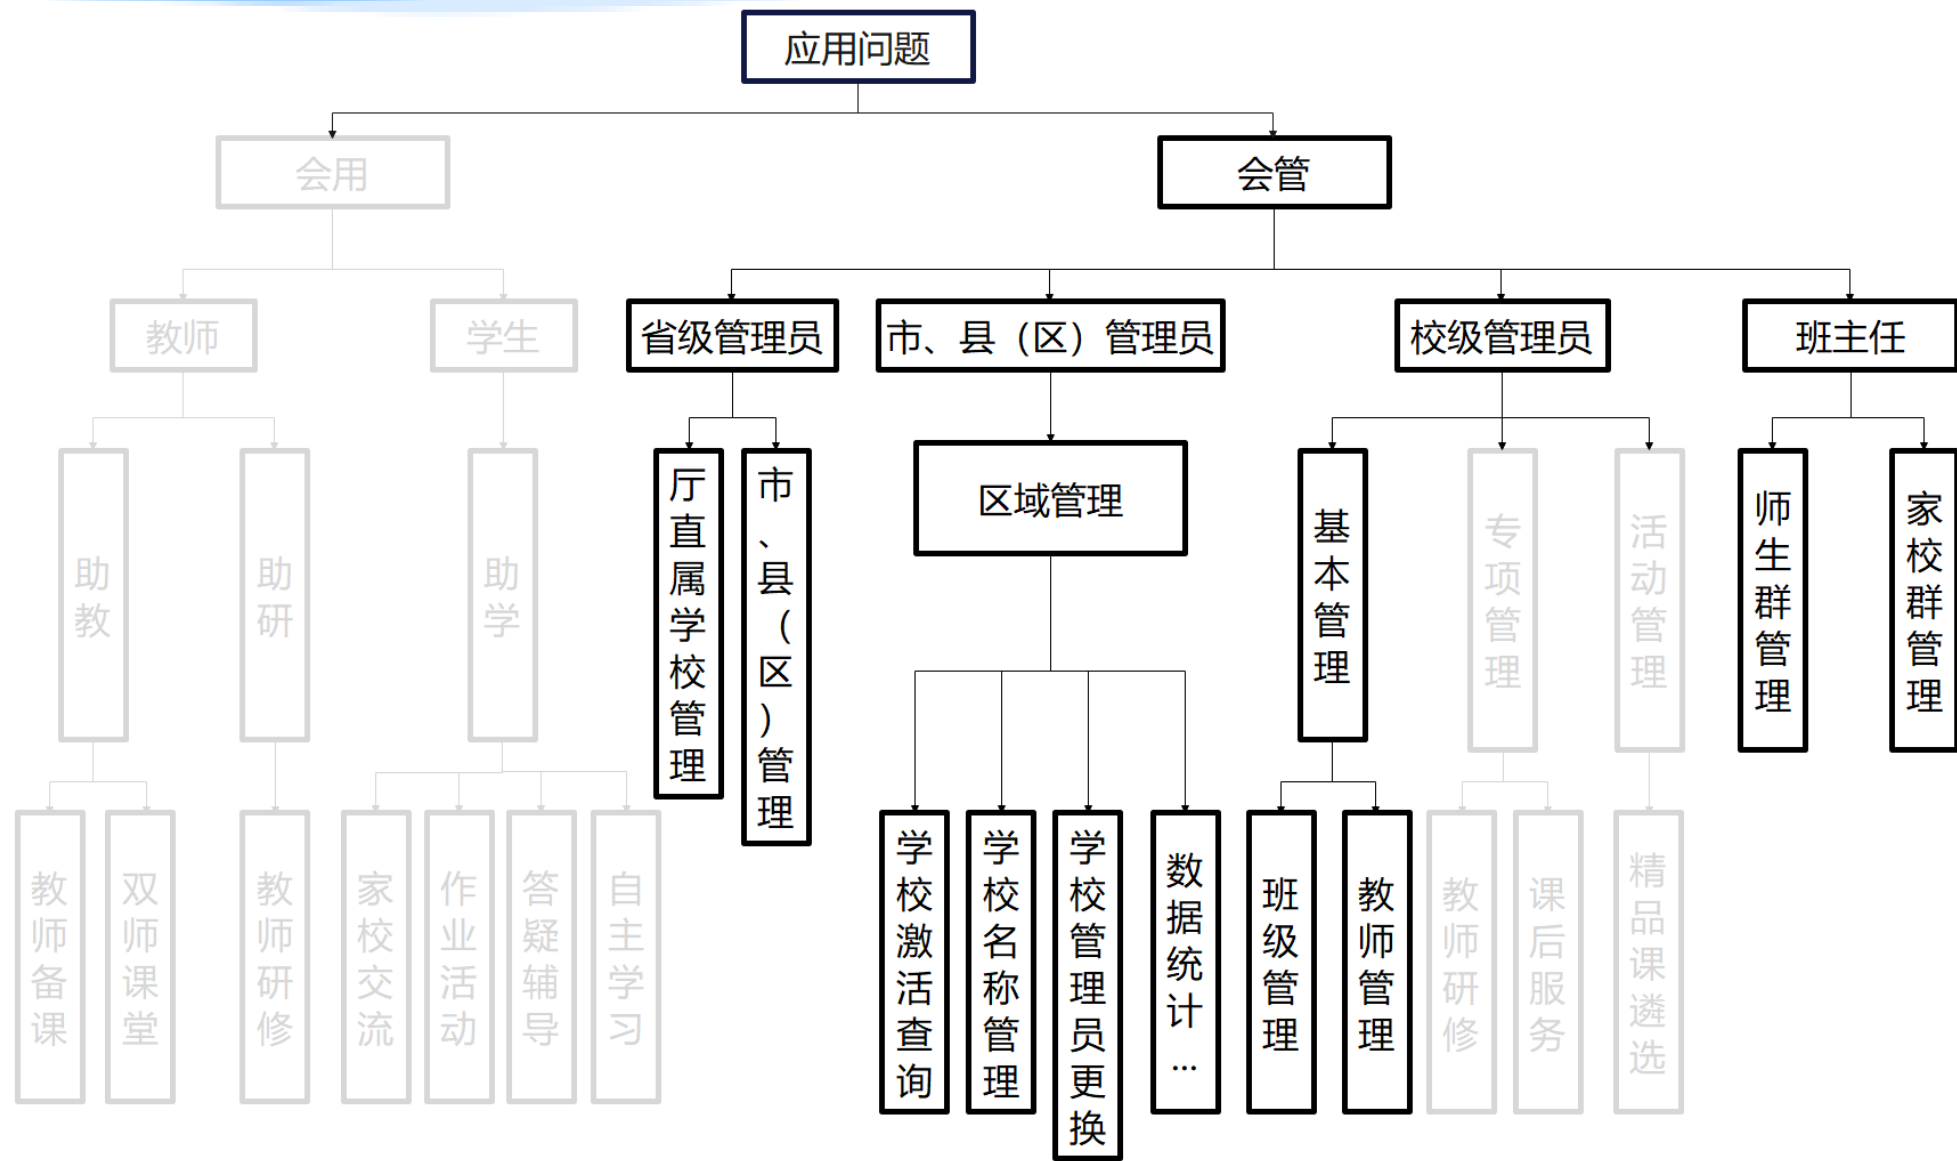 应用问题
会用
会管
教师
学生
省级管理员
市、县（区）管理员
校级管理员
班主任
助教
助研
助学
厅直属学校管理
市、县（区）管理
区域管理
基本管理
专项管理
活动管理
师生群管理
家校群管理
教师备课
双师课堂
教师研修
家校交流
作业活动
答疑辅导
自主学习
学校激活查询
学校名称管理
学校管理员更换
数据统计...
班级管理
教师管理
教师研修
课后服务
精品课遴选